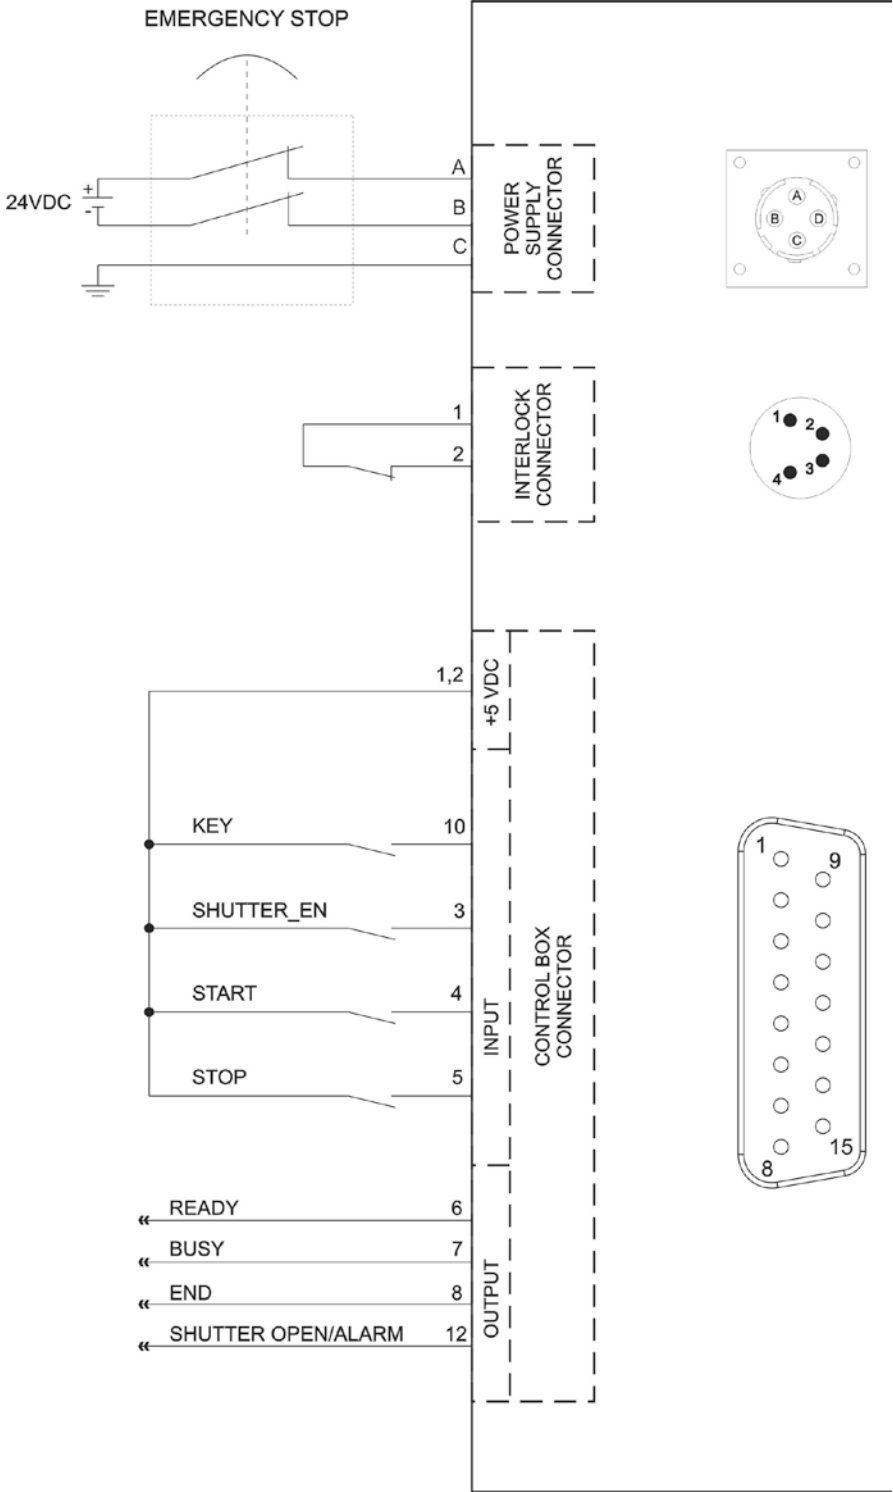 EMERGENCY STOP
24VDC
+
-
A
B
C
POWER
SUPPLY
CONNECTOR
A
B
D
C
1
2
INTERLOCK
CONNECTOR
1
2
3
4
1,2
+5 VDC
KEY
10
SHUTTER_EN
3
START
4
STOP
5
INPUT
CONTROL BOX
CONNECTOR
1
9
8
15
READY
6
BUSY
7
END
8
SHUTTER OPEN/ALARM
12
OUTPUT